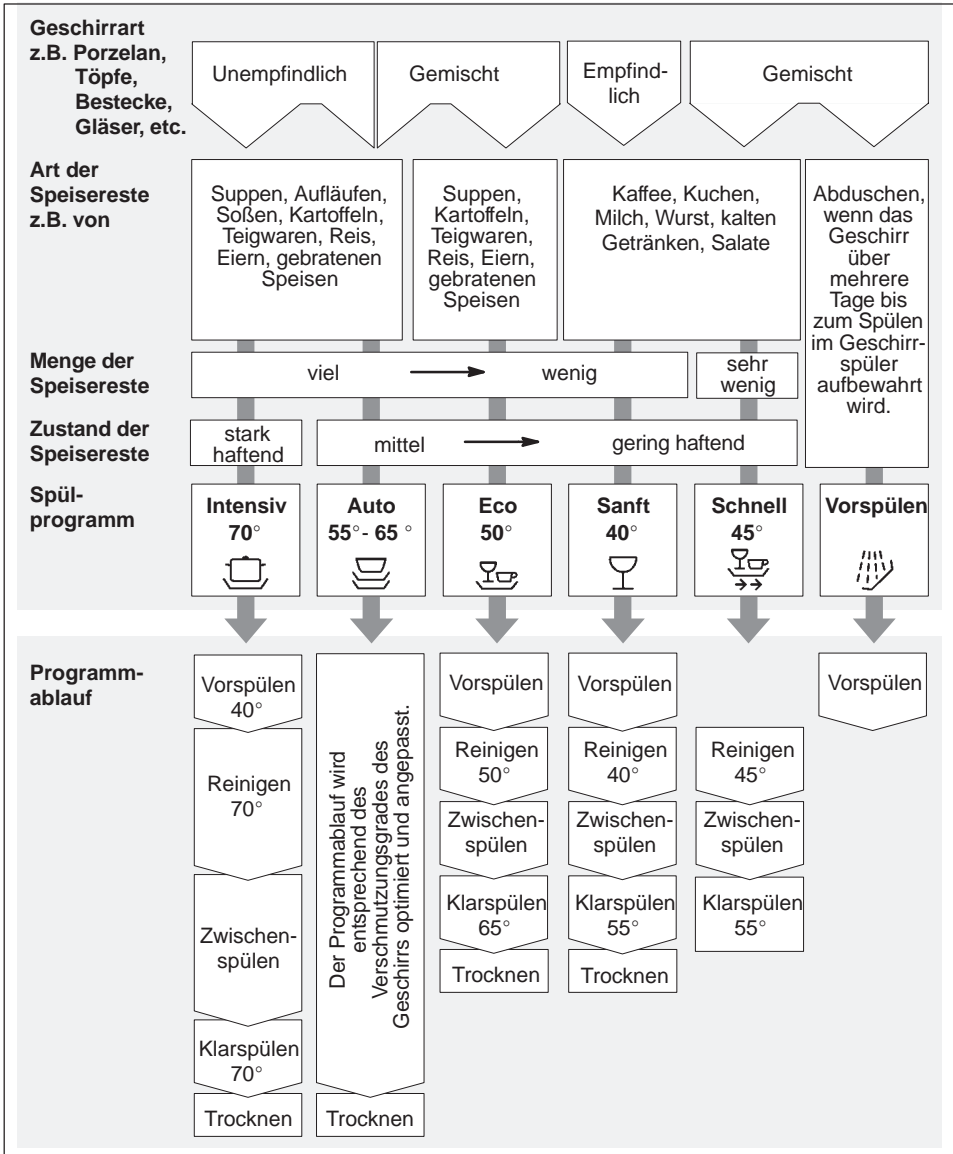 Geschirrart
z.B. Porzelan,
Töpfe,
Bestecke,
Gläser, etc.
Unempfindlich
Gemischt
Empfind-
lich
Gemischt
Art der
Speisereste
z.B. von
Suppen, Aufläufen,
Soßen, Kartoffeln,
Teigwaren, Reis,
Eiern, gebratenen
Speisen
Suppen,
Kartoffeln,
Teigwaren,
Reis, Eiern,
gebratenen
Speisen
Kaffee, Kuchen,
Milch, Wurst, kalten
Getränken, Salate
Abduschen,
wenn das
Geschirr
über
mehrere
Tage bis
zum Spülen
im Geschirr-
spüler
aufbewahrt
wird.
Menge der
Speisereste
viel → wenig
sehr
wenig
Zustand der
Speisereste
stark
haftend
mittel → gering haftend
Spül-
programm
Intensiv
70°
Auto
55°- 65 °
Eco
50°
Sanft
40°
Schnell
45°
Vorspülen
Programm-
ablauf
Vorspülen
40°
Reinigen
70°
Zwischen-
spülen
Klarspülen
70°
Trocknen
Der Programmablauf wird
entsprechend des
Verschmutzungsgrades des
Geschirrs optimiert und angepasst.
Trocknen
Vorspülen
Reinigen
50°
Zwischen-
spülen
Klarspülen
65°
Trocknen
Vorspülen
Reinigen
40°
Zwischen-
spülen
Klarspülen
55°
Trocknen
Reinigen
45°
Zwischen-
spülen
Klarspülen
55°
Vorspülen